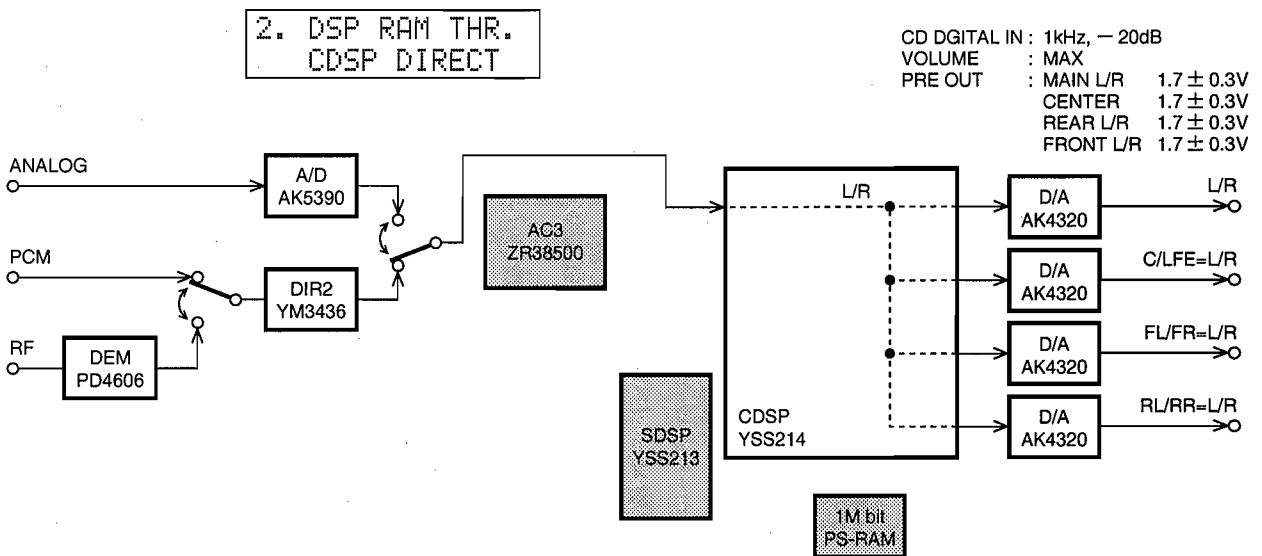 2. DSP RAM THR.
CDSP DIRECT
CD DGITAL IN : 1kHz, — 20dB
VOLUME : MAX
PRE OUT : MAIN L/R 1.7 ± 0.3V
CENTER 1.7 ± 0.3V
REAR L/R 1.7 ± 0.3V
FRONT L/R 1.7 ± 0.3V
ANALOG
A/D
AK5390
PCM
DIR2
YM3436
RF
DEM
PD4606
AC3
ZR38500
SDSP
YSS213
L/R
CDSP
YSS214
1M bit
PS-RAM
D/A
AK4320
L/R
D/A
AK4320
C/LFE=L/R
D/A
AK4320
FL/FR=L/R
D/A
AK4320
RL/RR=L/R